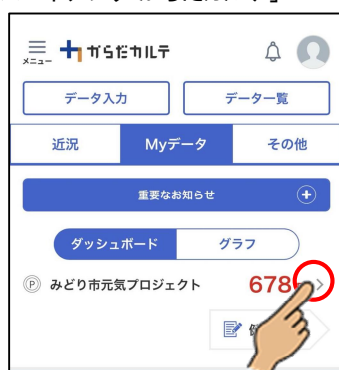 メニュー
からだカルテ
データ入力
データ一覧
近況
Myデータ
その他
重要なお知らせ
ダッシュボード
グラフ
Ⓟ みどり市元気プロジェクト 678